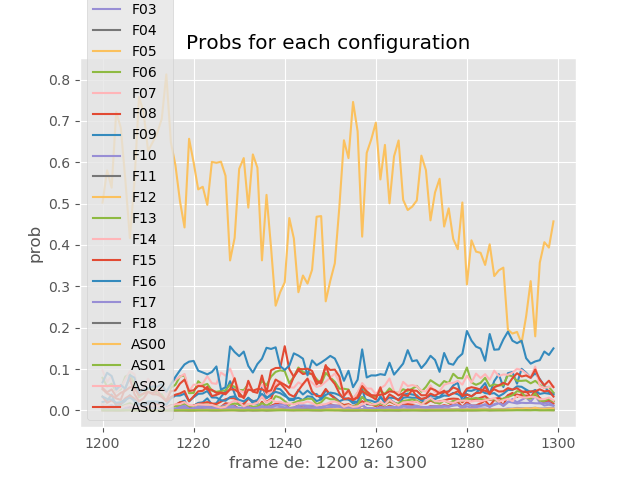 F03
F04
F05
F06
F07
F08
F09
F10
F11
F12
F13
F14
F15
F16
F17
F18
AS00
AS01
AS02
AS03
Probs for each configuration
prob
0.8
0.7
0.6
0.5
0.4
0.3
0.2
0.1
0.0
1200
1220
1240
1260
1280
1300
frame de: 1200 a: 1300